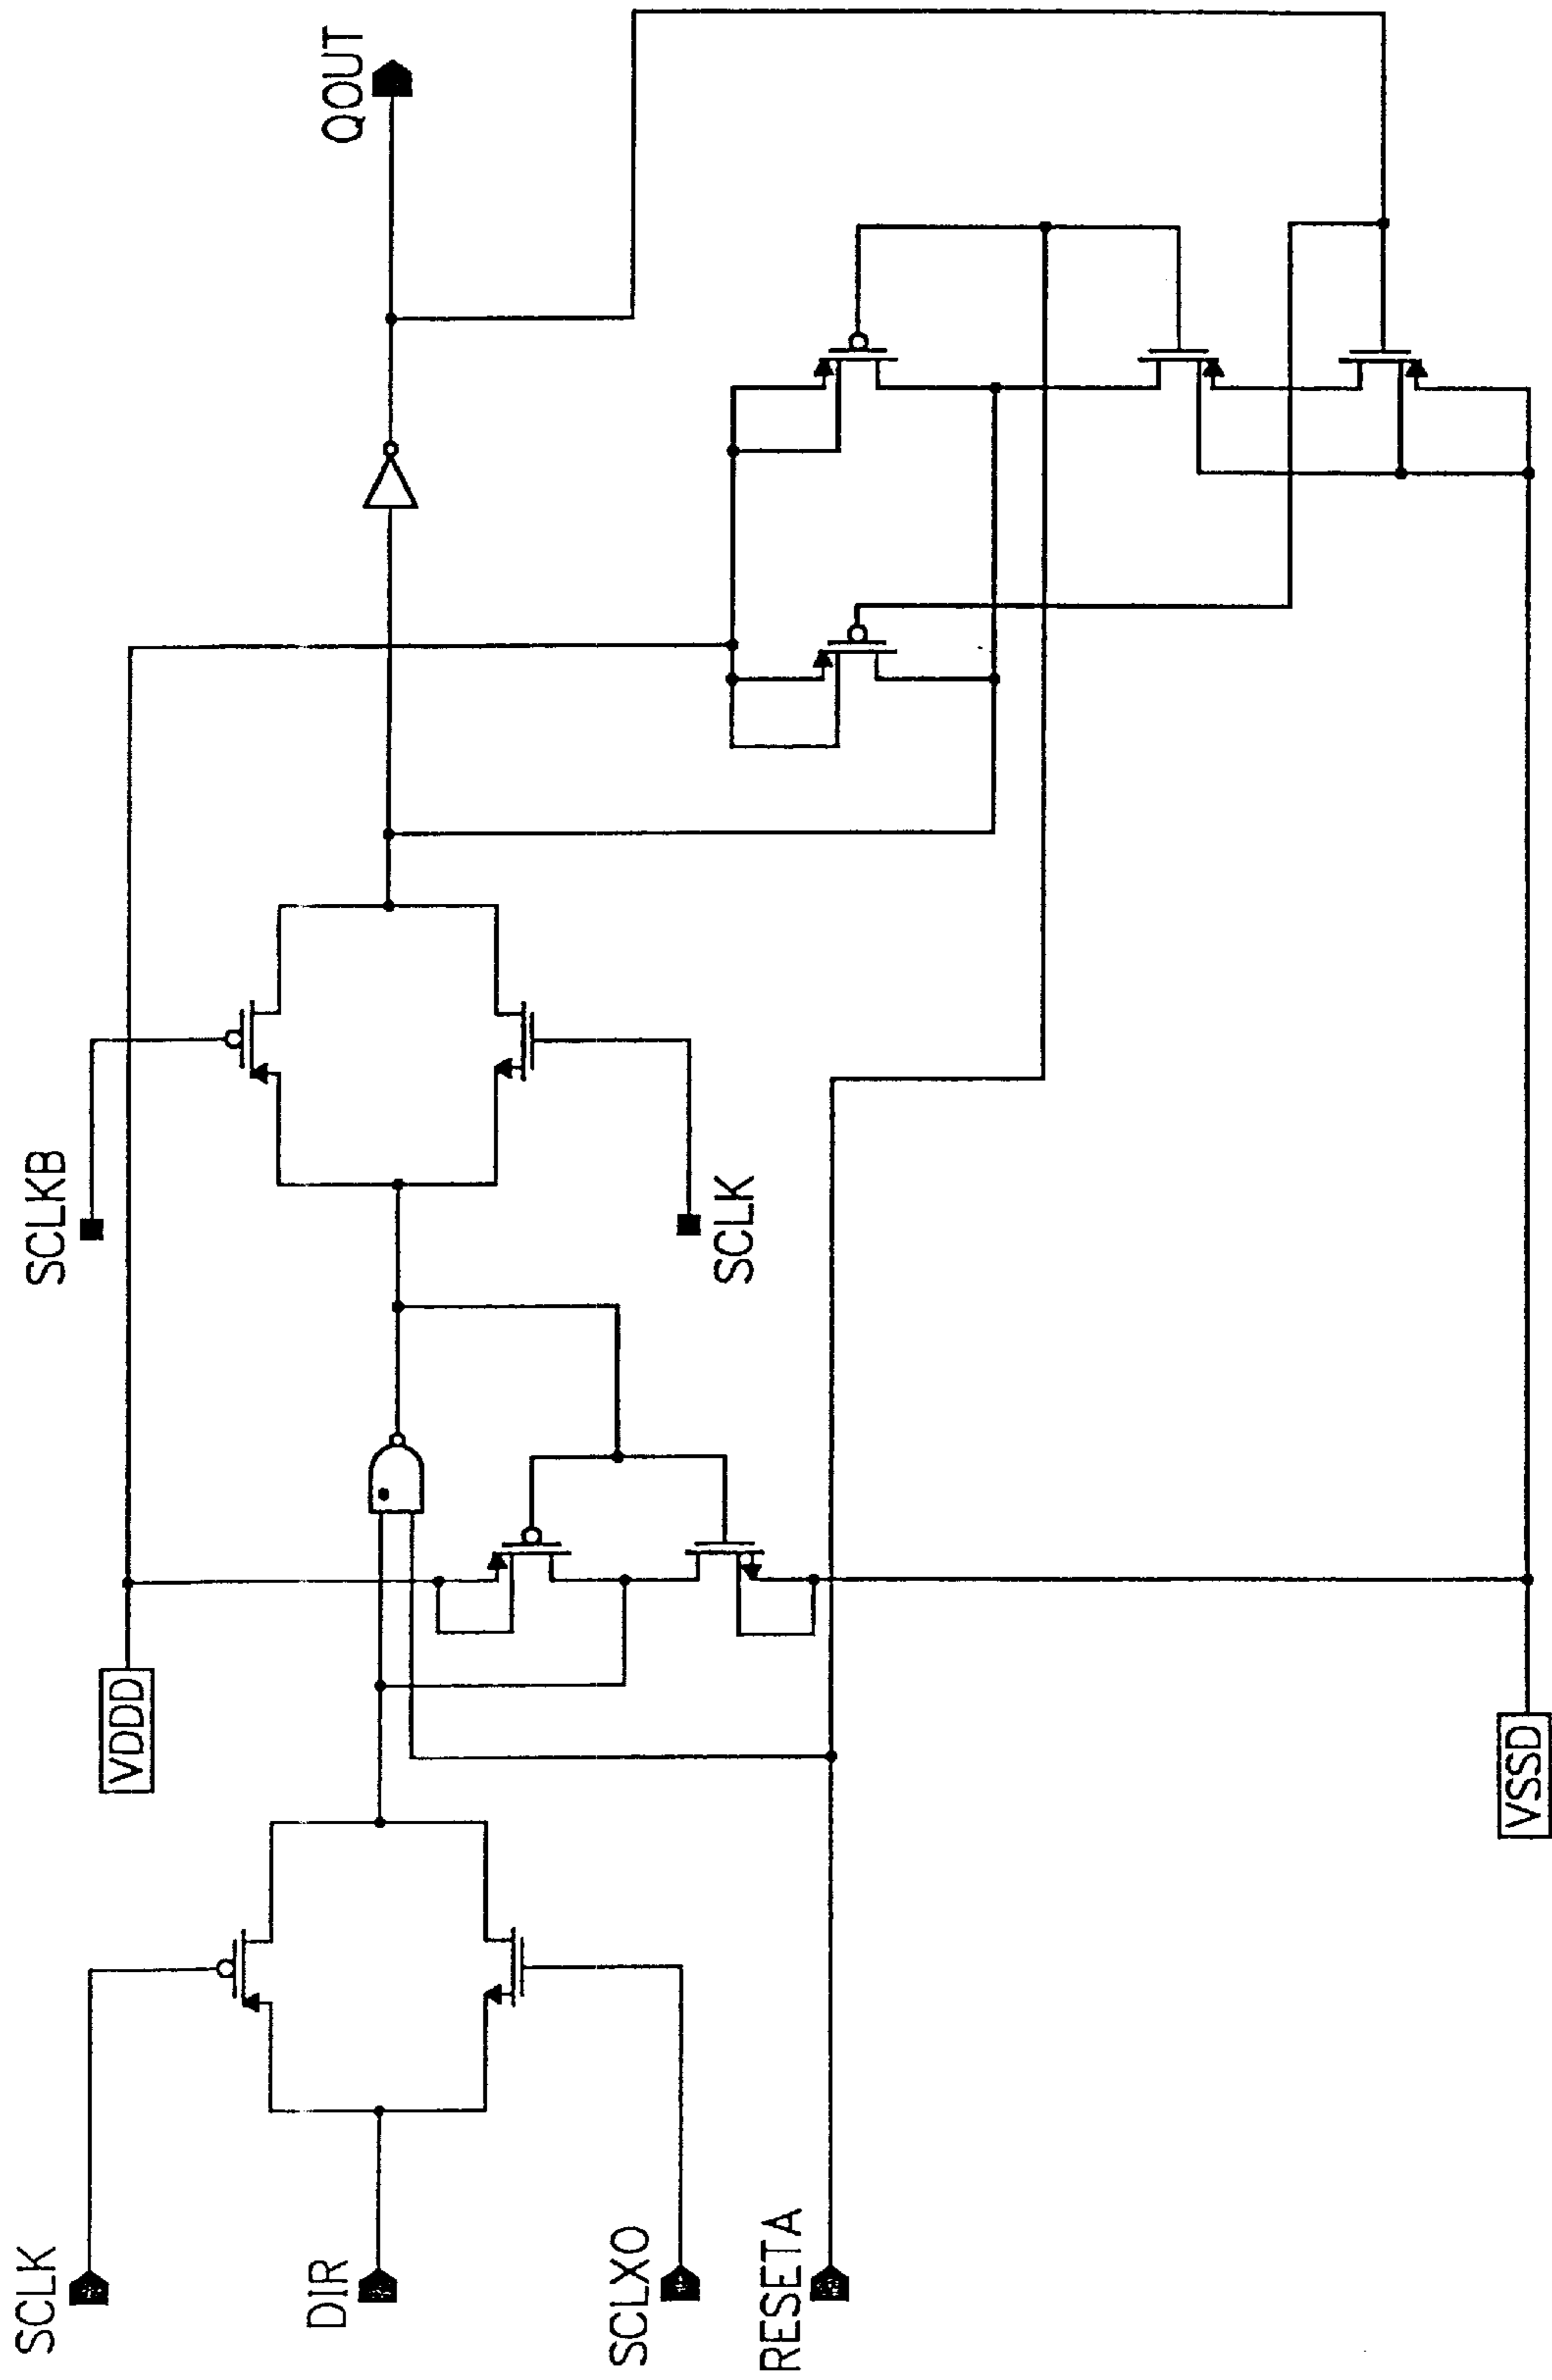 SCLK
DIR
SCLXO
RESETA
VDDD
VSSD
SCLKB
SCLK
QOUT